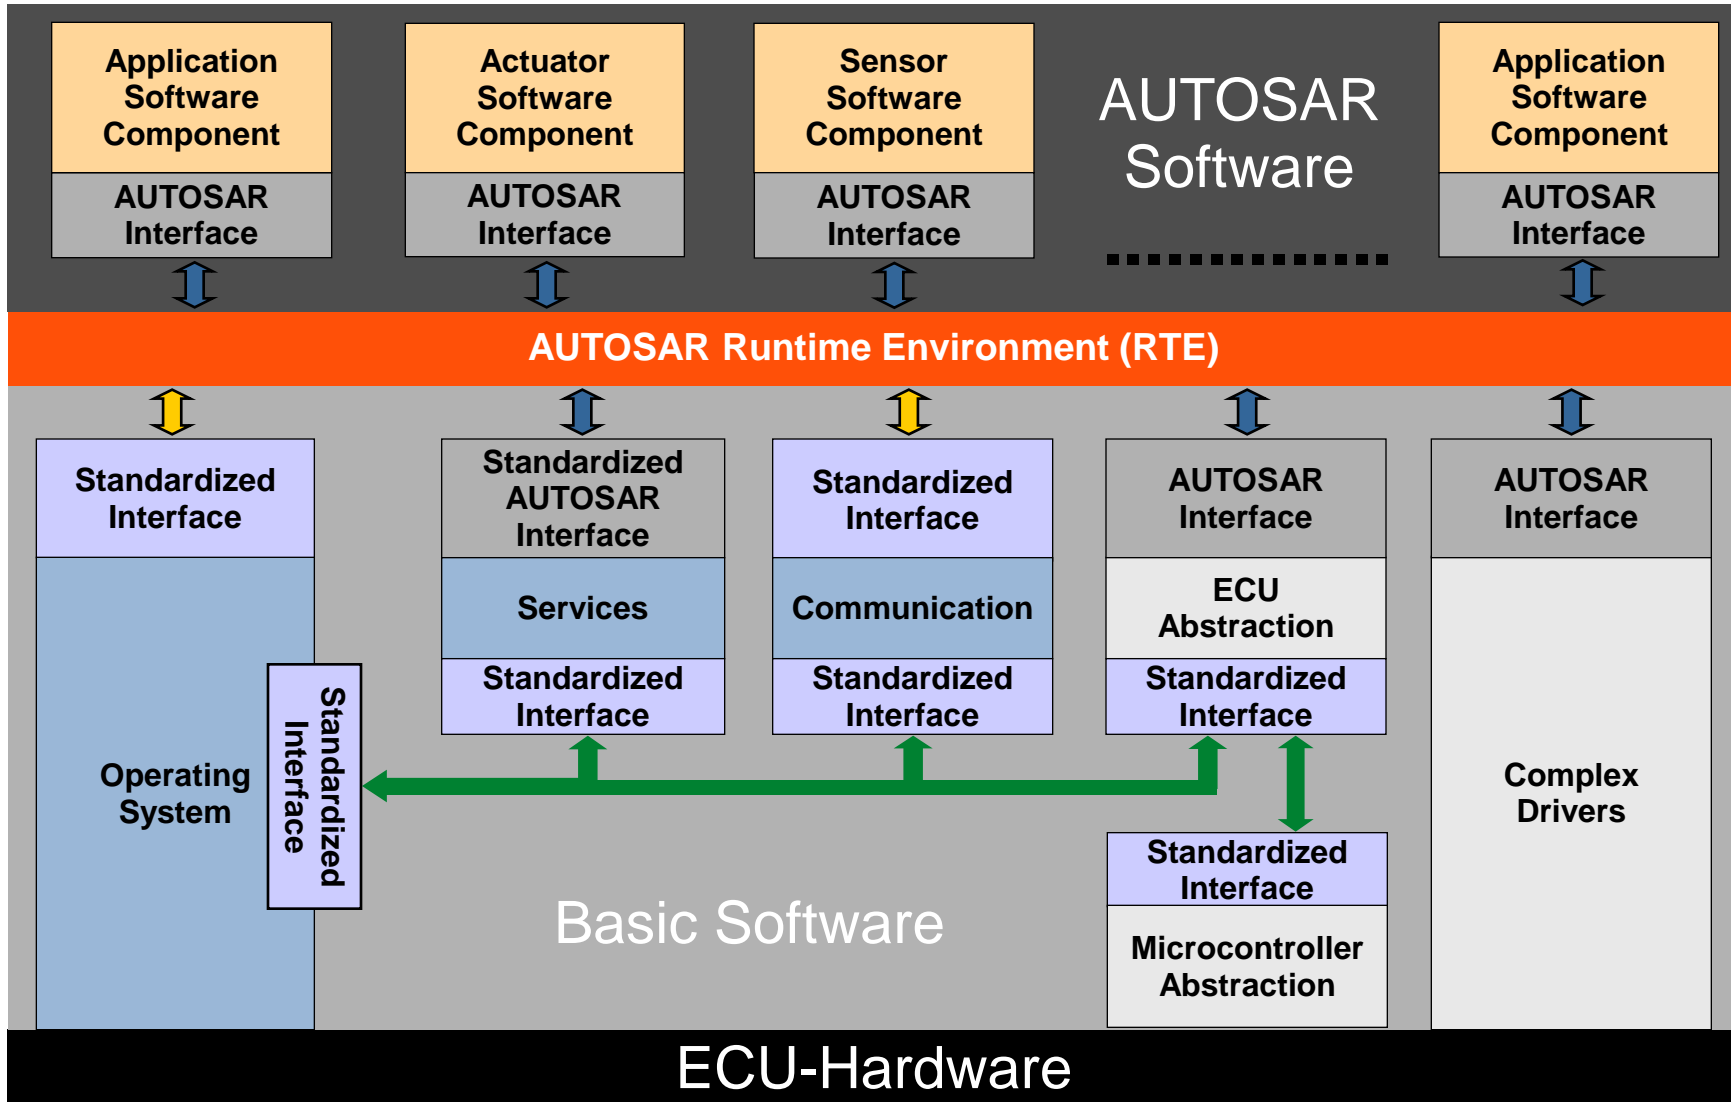 Application
Software
Component
AUTOSAR
Interface
Actuator
Software
Component
AUTOSAR
Interface
Sensor
Software
Component
AUTOSAR
Interface
AUTOSAR
Software
Application
Software
Component
AUTOSAR
Interface
AUTOSAR Runtime Environment (RTE)
Standardized
Interface
Operating
System
Standardized
Interface
Standardized
AUTOSAR
Interface
Services
Standardized
Interface
Standardized
Interface
Communication
Standardized
Interface
AUTOSAR
Interface
ECU
Abstraction
Standardized
Interface
Standardized
Interface
Microcontroller
Abstraction
AUTOSAR
Interface
Complex
Drivers
Basic Software
ECU-Hardware